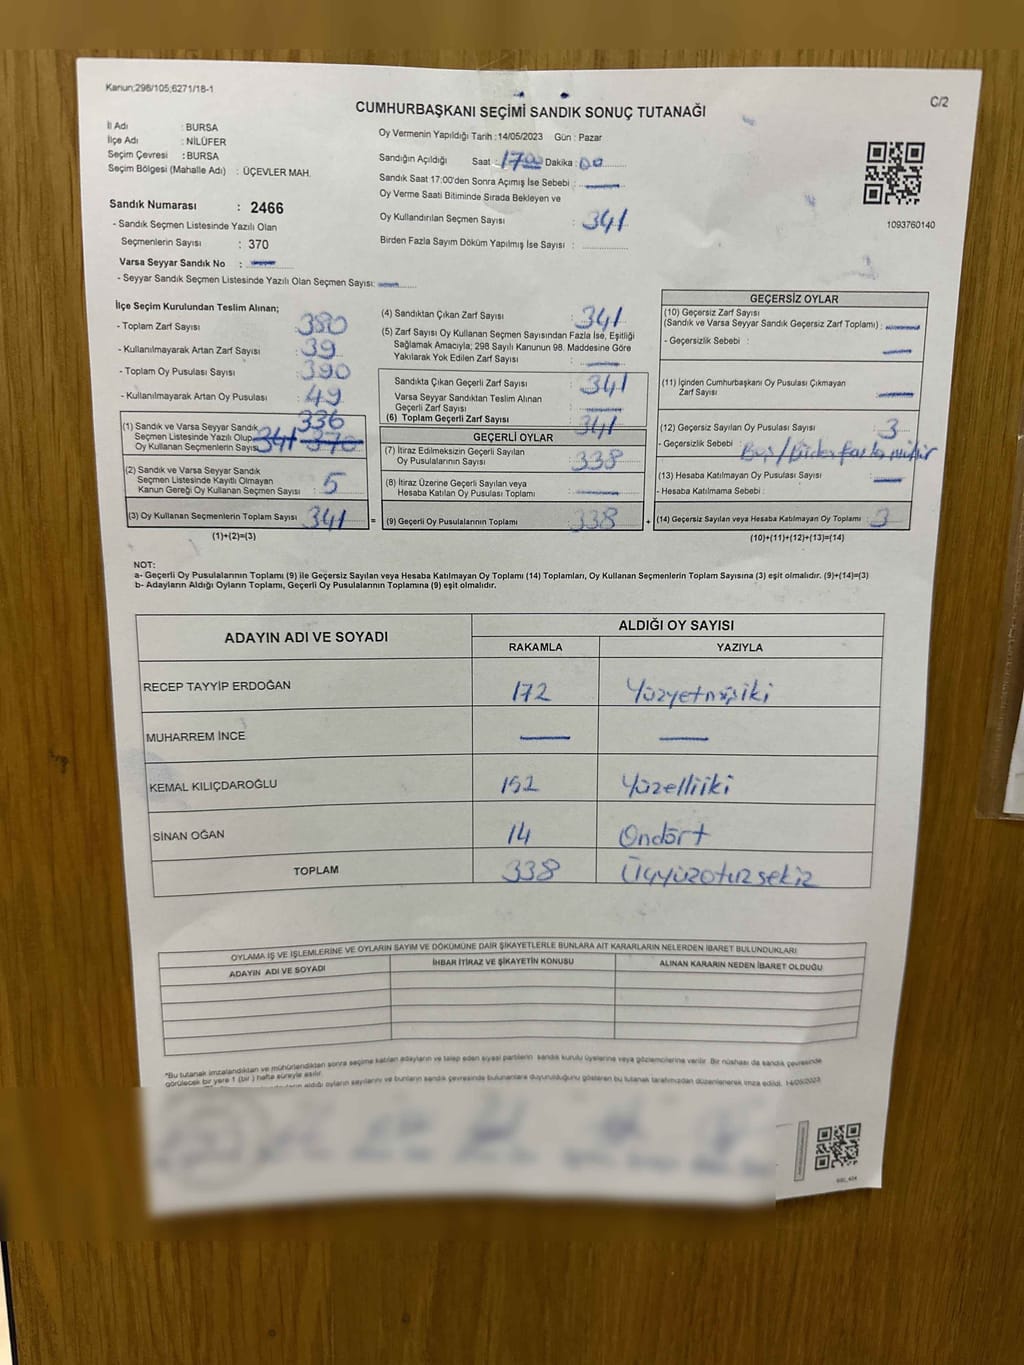 Kanun;298/105;6271/18-1
C/2
CUMHURBAŞKANI SEÇİMİ SANDIK SONUÇ TUTANAĞI
İl Adı : BURSA
İlçe Adı : NİLÜFER
Seçim Çevresi : BURSA
Seçim Bölgesi (Mahalle Adı) : ÜÇEVLER MAH.
Sandık Numarası : 2466
- Sandık Seçmen Listesinde Yazılı Olan
Seçmenlerin Sayısı : 370
Varsa Seyyar Sandık No :
- Seyyar Sandık Seçmen Listesinde Yazılı Olan Seçmen Sayısı:
Oy Vermenin Yapıldığı Tarih :14/05/2023 Gün : Pazar
Sandığın Açıldığı Saat : 17 00 Dakika : 00
Sandık Saat 17:00'den Sonra Açımış İse Sebebi :
Oy Verme Saati Bitiminde Sırada Bekleyen ve
Oy Kullandırılan Seçmen Sayısı : 341
Birden Fazla Sayım Döküm Yapılmış İse Sayısı :
1093760140
İlçe Seçim Kurulundan Teslim Alınan;
- Toplam Zarf Sayısı : 380
- Kullanılmayarak Artan Zarf Sayısı : 39
- Toplam Oy Pusulası Sayısı : 390
- Kullanılmayarak Artan Oy Pusulası : 49
336
(1) Sandık ve Varsa Seyyar Sandık
Seçmen Listesinde Yazılı Olup
Oy Kullanan Seçmenlerin Sayısı 341 370
(2) Sandık ve Varsa Seyyar Sandık
Seçmen Listesinde Kayıtlı Olmayan
Kanun Gereği Oy Kullanan Seçmen Sayısı : 5
(3) Oy Kullanan Seçmenlerin Toplam Sayısı : 341 =
(1)+(2)=(3)
(4) Sandıktan Çıkan Zarf Sayısı : 341
(5) Zarf Sayısı Oy Kullanan Seçmen Sayısından Fazla İse, Eşitliği
Sağlamak Amacıyla; 298 Sayılı Kanunun 98. Maddesine Göre
Yakılarak Yok Edilen Zarf Sayısı :
Sandıkta Çıkan Geçerli Zarf Sayısı : 341
Varsa Seyyar Sandıktan Teslim Alınan
Geçerli Zarf Sayısı :
(6) Toplam Geçerli Zarf Sayısı : 341
GEÇERLİ OYLAR
(7) İtiraz Edilmeksizin Geçerli Sayılan
Oy Pusulalarının Sayısı : 338
(8) İtiraz Üzerine Geçerli Sayılan veya
Hesaba Katılan Oy Pusulası Toplamı :
(9) Geçerli Oy Pusulalarının Toplamı : 338 +
GEÇERSİZ OYLAR
(10) Geçersiz Zarf Sayısı
(Sandık ve Varsa Seyyar Sandık Geçersiz Zarf Toplamı) :
- Geçersizlik Sebebi :
(11) İçinden Cumhurbaşkanı Oy Pusulası Çıkmayan
Zarf Sayısı :
(12) Geçersiz Sayılan Oy Pusulası Sayısı : 3
- Geçersizlik Sebebi : Boş/Birden fazla mühür
(13) Hesaba Katılmayan Oy Pusulası Sayısı :
- Hesaba Katılmama Sebebi :
(14) Geçersiz Sayılan veya Hesaba Katılmayan Oy Toplamı : 3
(10)+(11)+(12)+(13)=(14)
NOT:
a- Geçerli Oy Pusulalarının Toplamı (9) ile Geçersiz Sayılan veya Hesaba Katılmayan Oy Toplamı (14) Toplamları, Oy Kullanan Seçmenlerin Toplam Sayısına (3) eşit olmalıdır. (9)+(14)=(3)
b- Adayların Aldığı Oyların Toplamı, Geçerli Oy Pusulalarının Toplamına (9) eşit olmalıdır.
ADAYIN ADI VE SOYADI
ALDIĞI OY SAYISI
RAKAMLA YAZIYLA
RECEP TAYYİP ERDOĞAN 172 Yüzyetmişiki
MUHARREM İNCE
KEMAL KILIÇDAROĞLU 152 Yüzelliiki
SİNAN OĞAN 14 Ondört
TOPLAM 338 Üçyüzotuzsekiz
OYLAMA İŞ VE İŞLEMLERİNE VE OYLARIN SAYIM VE DÖKÜMÜNE DAİR ŞİKAYETLERLE BUNLARA AİT KARARLARIN NELERDEN İBARET BULUNDUKLARI
ADAYIN ADI VE SOYADI İHBAR İTİRAZ VE ŞİKAYETİN KONUSU ALINAN KARARIN NEDEN İBARET OLDUĞU
*Bu tutanak imzalandıktan ve mühürlendikten sonra seçime katılan adayların ve talep eden siyasi partilerin sandık kurulu üyelerine veya gözlemcilerine verilir. Bir nüshası da sandık çevresinde
görülecek bir yere 1 (bir) hafta süreyle asılır.
aldığı oyların sayılarını ve bunların sandık çevresinde bulunanlara duyurulduğunu gösteren bu tutanak tarafımızdan düzenlenerek imza edildi. 14/05/2023